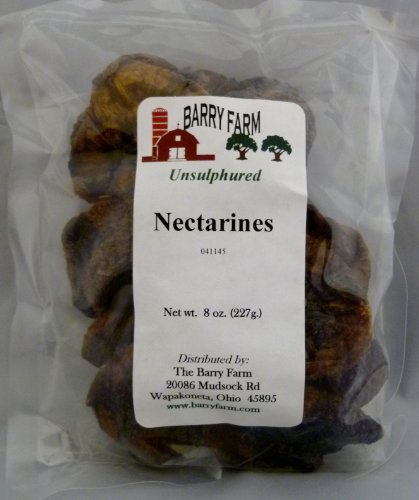 BARRY FARM
Unsulphured
Nectarines
041145
Net wt. 8 oz. (227g.)
Distributed by:
The Barry Farm
20086 Mudsock Rd
Wapakoneta, Ohio 45895
www.barryfarm.com